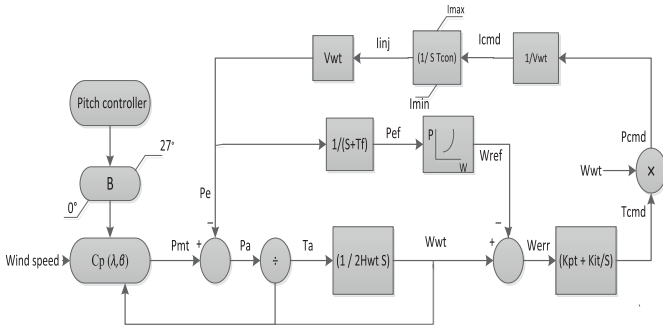 Imax
Iinj
Icmd
Vwt
(1/ S Tcon)
1/Vwt
Imin
Pitch controller
27°
B
0°
1/(S+Tf)
Pef
P
W
Wref
Pcmd
Wwt
×
Tcmd
Pe
−
−
Wind speed
Cp (λ,β)
Pmt
+
Pa
÷
Ta
(1 / 2Hwt S)
Wwt
+
Werr
(Kpt + Kit/S)